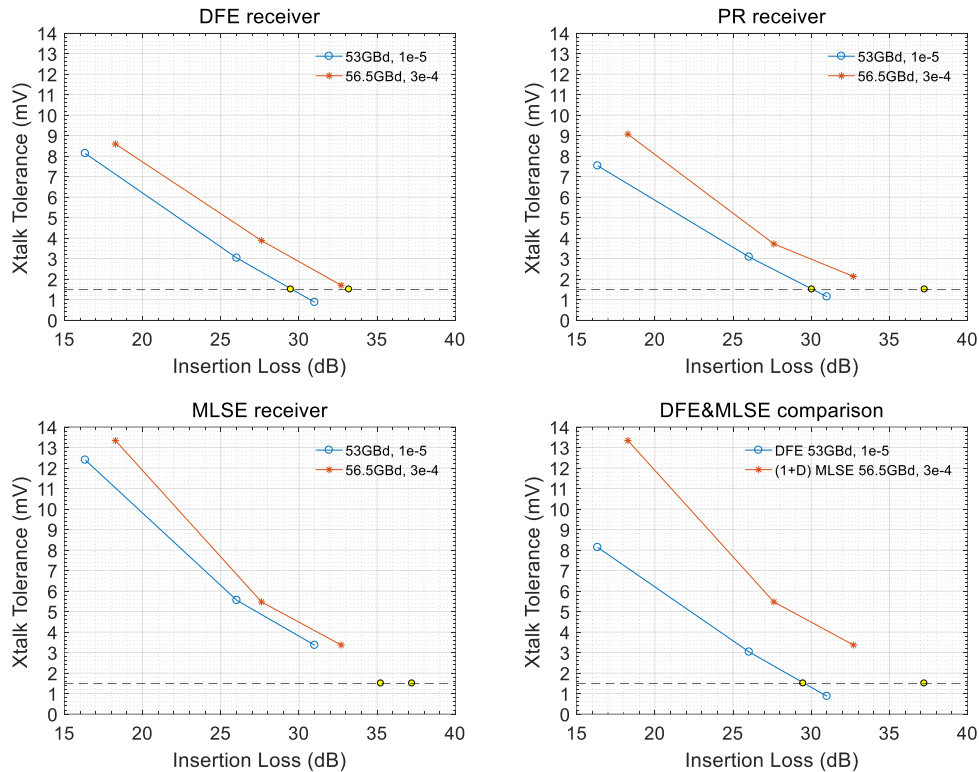 DFE receiver
14
13
12
11
10
9
8
7
6
5
4
3
2
1
0
Xtalk Tolerance (mV)
53GBd, 1e-5
56.5GBd, 3e-4
15 20 25 30 35 40
Insertion Loss (dB)
PR receiver
14
13
12
11
10
9
8
7
6
5
4
3
2
1
0
Xtalk Tolerance (mV)
53GBd, 1e-5
56.5GBd, 3e-4
15 20 25 30 35 40
Insertion Loss (dB)
MLSE receiver
14
13
12
11
10
9
8
7
6
5
4
3
2
1
0
Xtalk Tolerance (mV)
53GBd, 1e-5
56.5GBd, 3e-4
15 20 25 30 35 40
Insertion Loss (dB)
DFE&MLSE comparison
14
13
12
11
10
9
8
7
6
5
4
3
2
1
0
Xtalk Tolerance (mV)
DFE 53GBd, 1e-5
(1+D) MLSE 56.5GBd, 3e-4
15 20 25 30 35 40
Insertion Loss (dB)